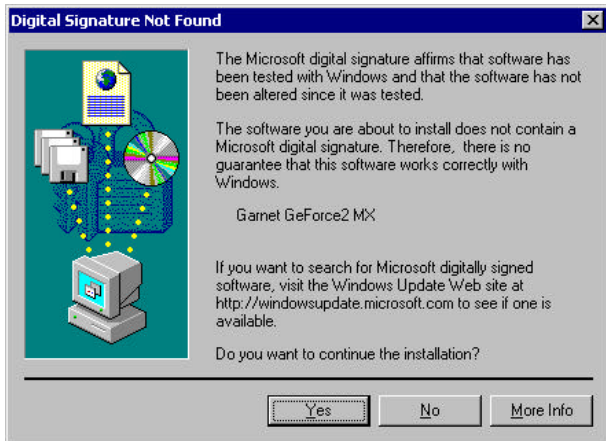 Digital Signature Not Found
The Microsoft digital signature affirms that software has
been tested with Windows and that the software has not
been altered since it was tested.
The software you are about to install does not contain a
Microsoft digital signature. Therefore, there is no
guarantee that this software works correctly with
Windows.
Garnet GeForce2 MX
If you want to search for Microsoft digitally signed
software, visit the Windows Update Web site at
http://windowsupdate.microsoft.com to see if one is
available.
Do you want to continue the installation?
Yes No More Info